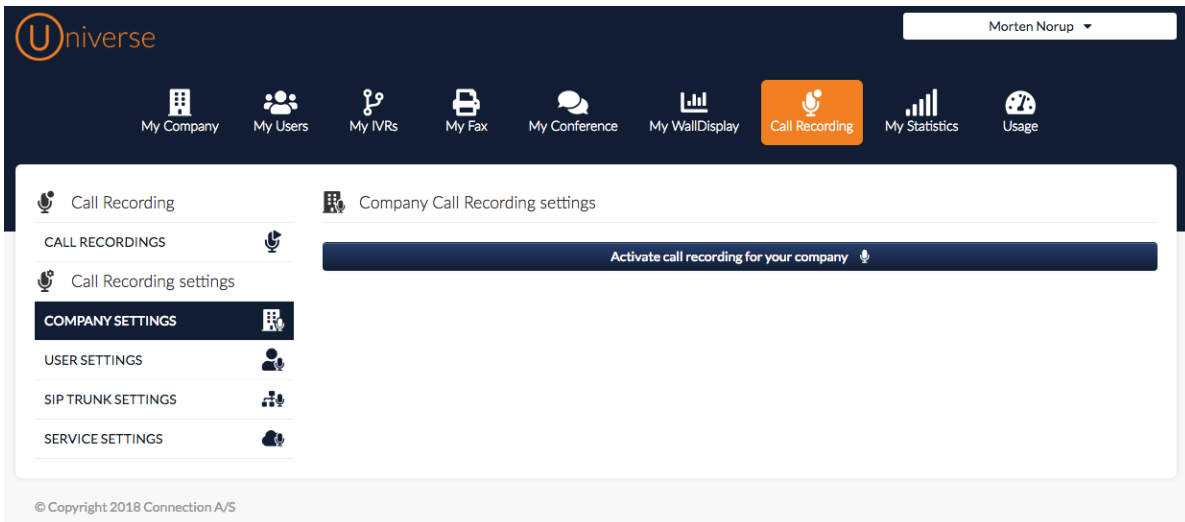 Universe
Morten Norup
My Company My Users My IVRs My Fax My Conference My WallDisplay Call Recording My Statistics Usage
Call Recording
CALL RECORDINGS
Call Recording settings
COMPANY SETTINGS
USER SETTINGS
SIP TRUNK SETTINGS
SERVICE SETTINGS
Company Call Recording settings
Activate call recording for your company
© Copyright 2018 Connection A/S